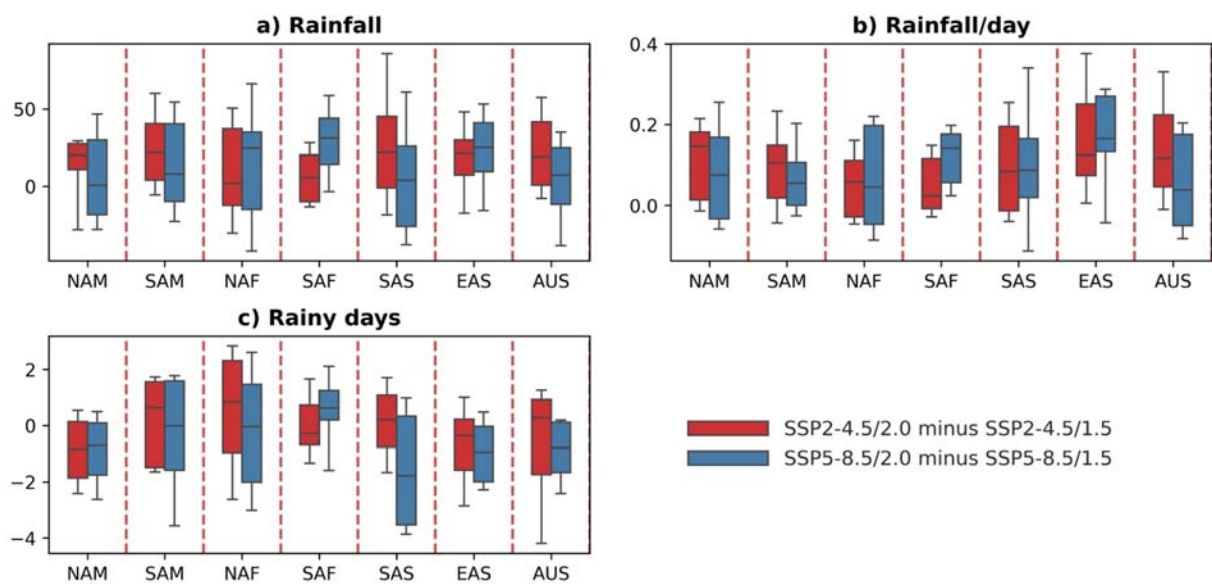 a) Rainfall
50
0
NAM SAM NAF SAF SAS EAS AUS
b) Rainfall/day
0.4
0.2
0.0
NAM SAM NAF SAF SAS EAS AUS
c) Rainy days
2
0
−2
−4
NAM SAM NAF SAF SAS EAS AUS
SSP2-4.5/2.0 minus SSP2-4.5/1.5
SSP5-8.5/2.0 minus SSP5-8.5/1.5